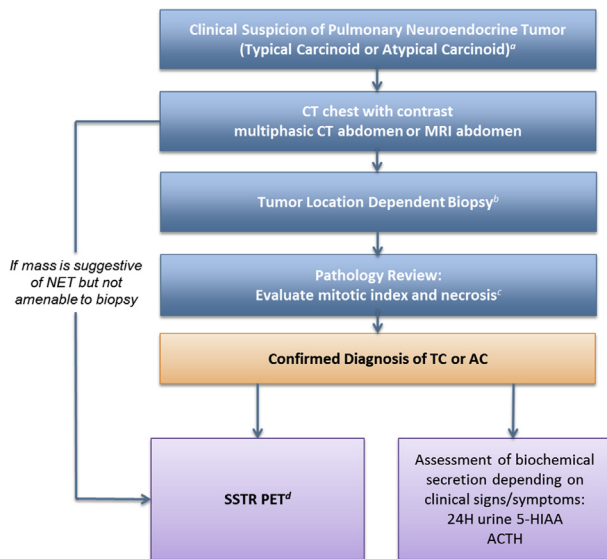 Clinical Suspicion of Pulmonary Neuroendocrine Tumor
(Typical Carcinoid or Atypical Carcinoid)a
CT chest with contrast
multiphasic CT abdomen or MRI abdomen
Tumor Location Dependent Biopsyb
If mass is suggestive
of NET but not
amenable to biopsy
Pathology Review:
Evaluate mitotic index and necrosisc
Confirmed Diagnosis of TC or AC
SSTR PETd
Assessment of biochemical
secretion depending on
clinical signs/symptoms:
24H urine 5-HIAA
ACTH